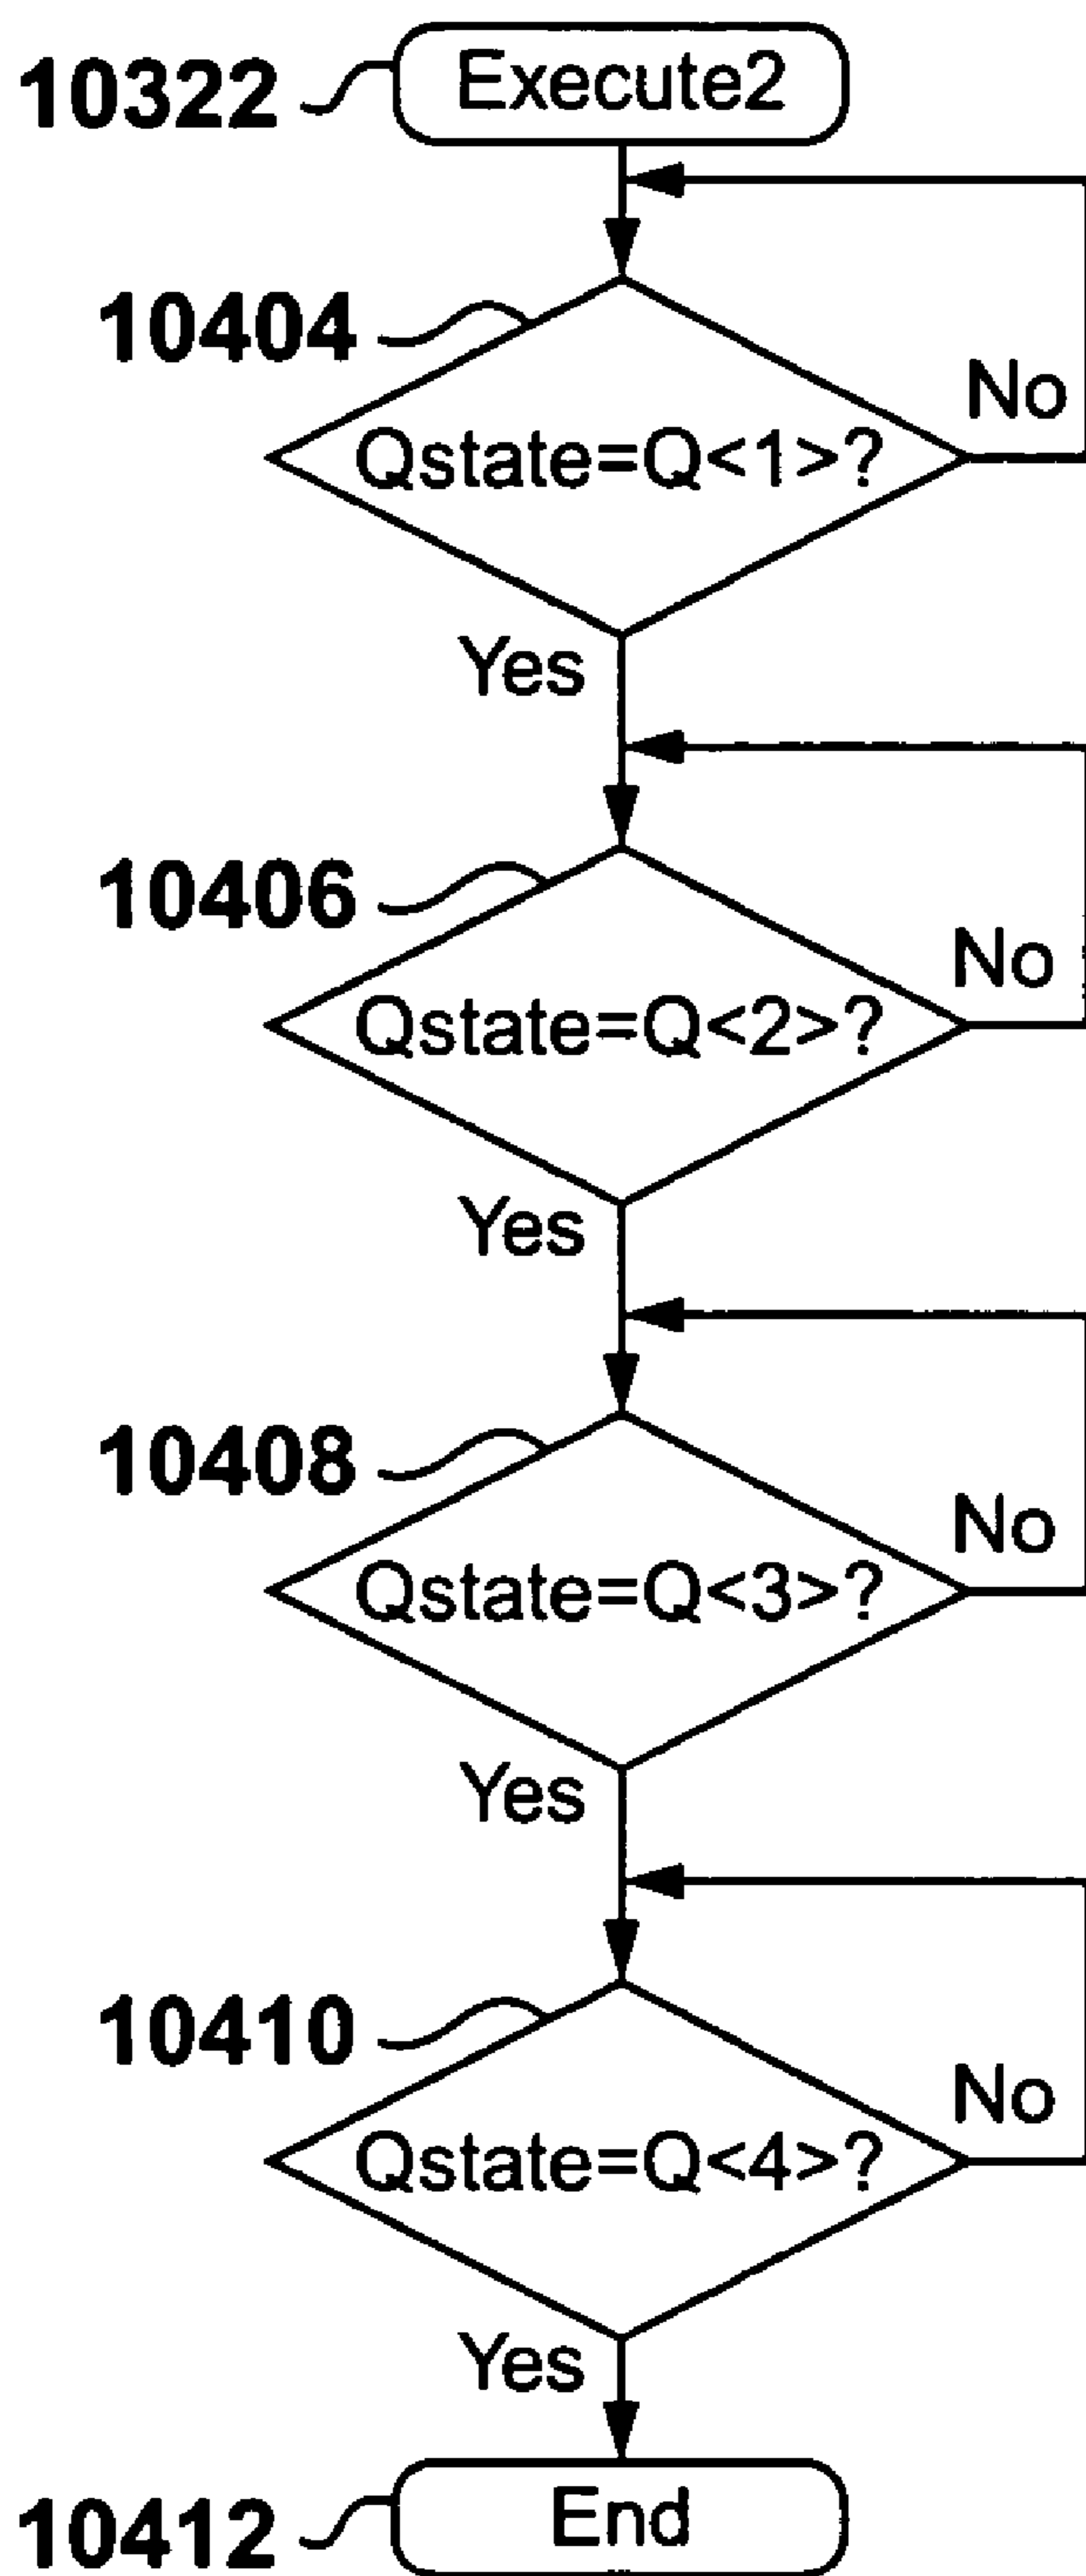 10322 Execute2
10404
No
Qstate=Q<1>?
Yes
10406
No
Qstate=Q<2>?
Yes
10408
No
Qstate=Q<3>?
Yes
10410
No
Qstate=Q<4>?
Yes
10412 End